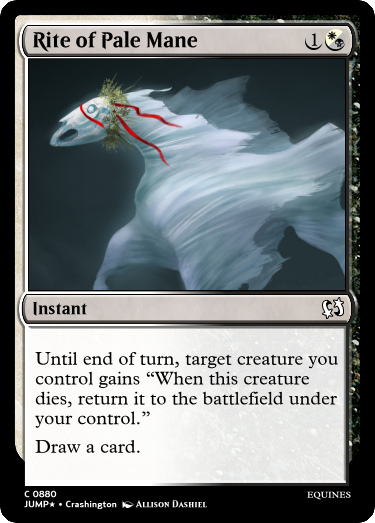 Rite of Pale Mane 1
Instant
Until end of turn, target creature you
control gains “When this creature
dies, return it to the battlefield under
your control.”
Draw a card.
C 0880
JUMP★ • Crashington ALLISON DASHIEL
EQUINES